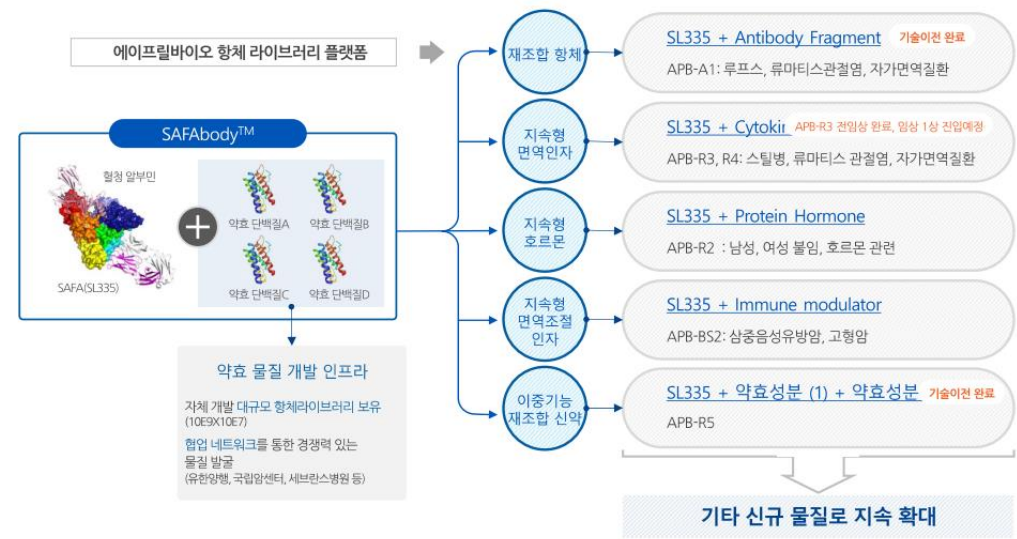 에이프릴바이오 항체 라이브러리 플랫폼
SAFAbody™
혈청 알부민
SAFA(SL335)
약효 단백질A
약효 단백질B
약효 단백질C
약효 단백질D
약효 물질 개발 인프라
자체 개발 대규모 항체라이브러리 보유
(10E9X10E7)
협업 네트워크를 통한 경쟁력 있는
물질 발굴
(유한양행, 국립암센터, 세브란스병원 등)
재조합 항체
SL335 + Antibody Fragment 기술이전 완료
APB-A1: 루프스, 류마티스관절염, 자가면역질환
지속형
면역인자
SL335 + Cytokir APB-R3 전임상 완료, 임상 1상 진입예정
APB-R3, R4: 스틸병, 류마티스 관절염, 자가면역질환
지속형
호르몬
SL335 + Protein Hormone
APB-R2 : 남성, 여성 불임, 호르몬 관련
지속형
면역조절
인자
SL335 + Immune modulator
APB-BS2: 삼중음성유방암, 고형암
이중기능
재조합 신약
SL335 + 약효성분 (1) + 약효성분 기술이전 완료
APB-R5
기타 신규 물질로 지속 확대